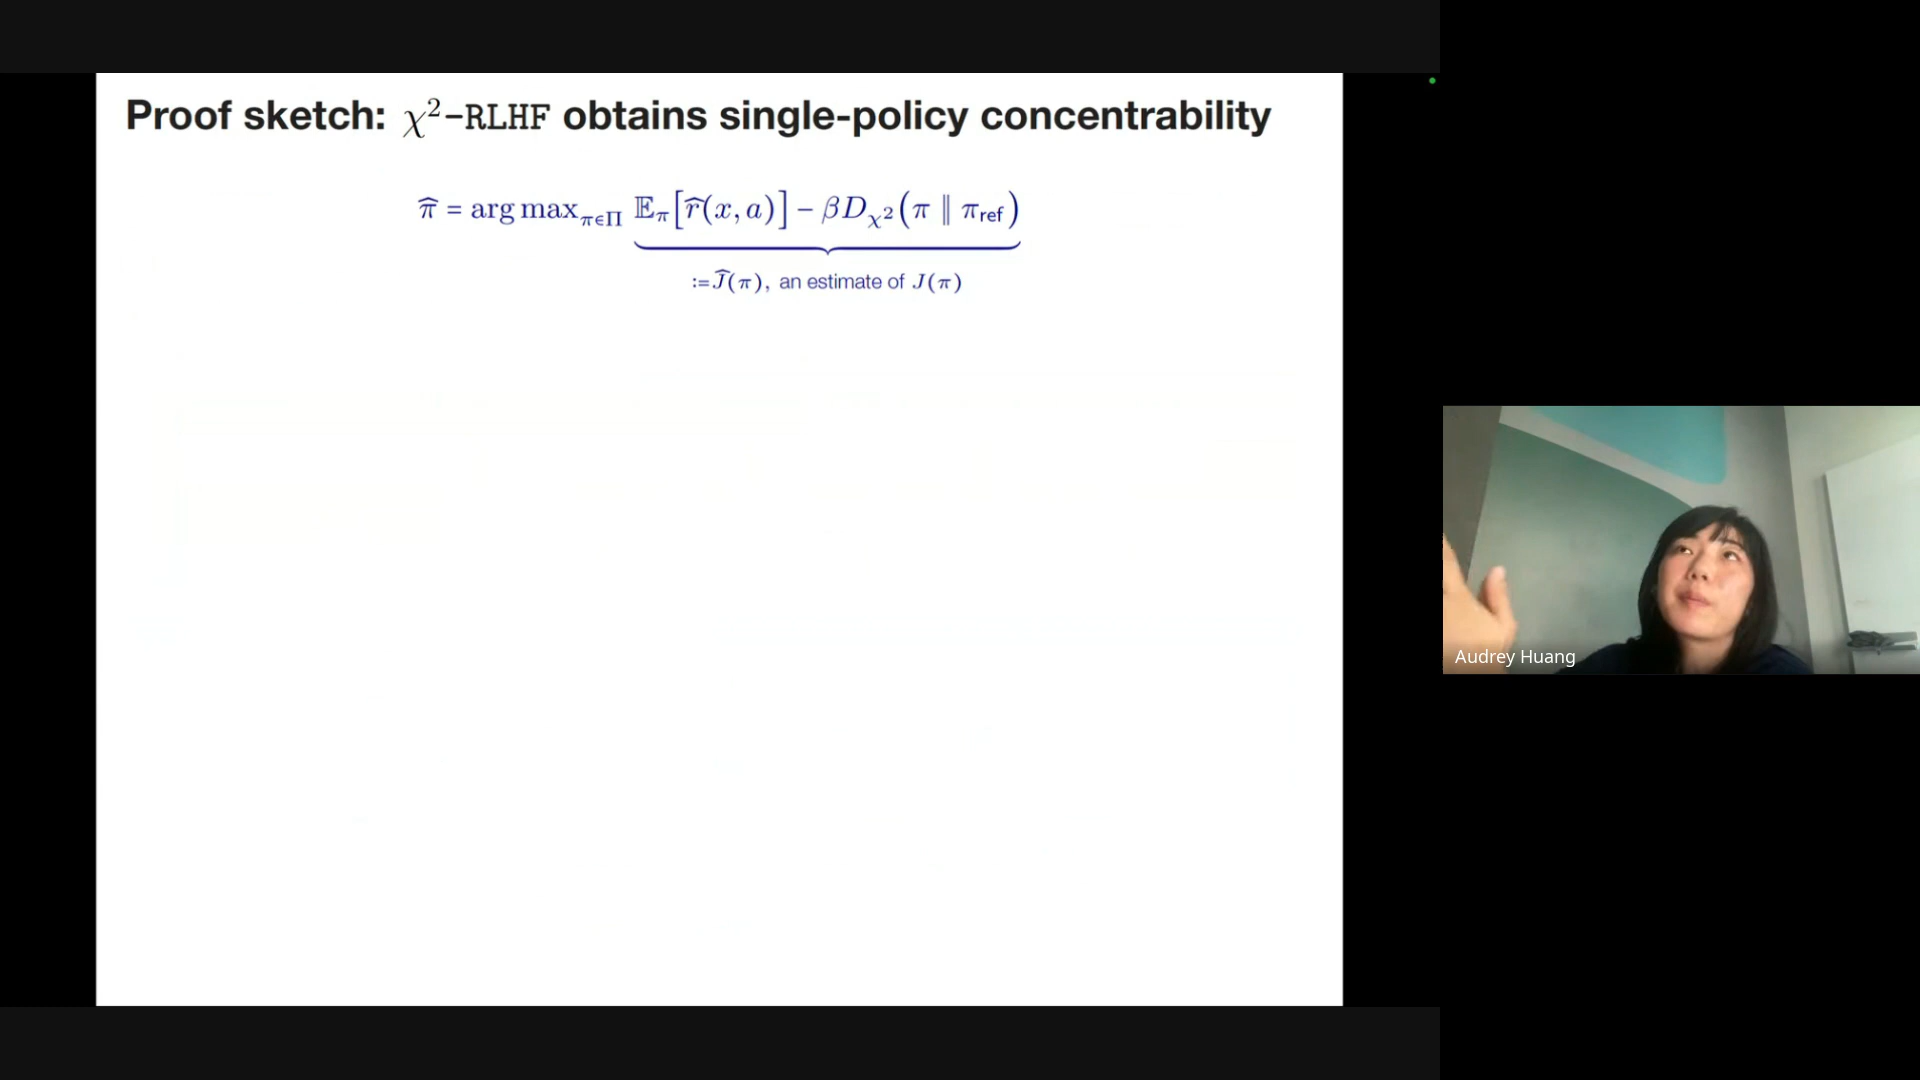 Proof sketch: χ²-RLHF obtains single-policy concentrability
π̂ = arg max_{π∈Π} 𝔼_π[r̂(x, a)] − βD_{χ²}(π ∥ π_ref)
:=Ĵ(π), an estimate of J(π)
Audrey Huang